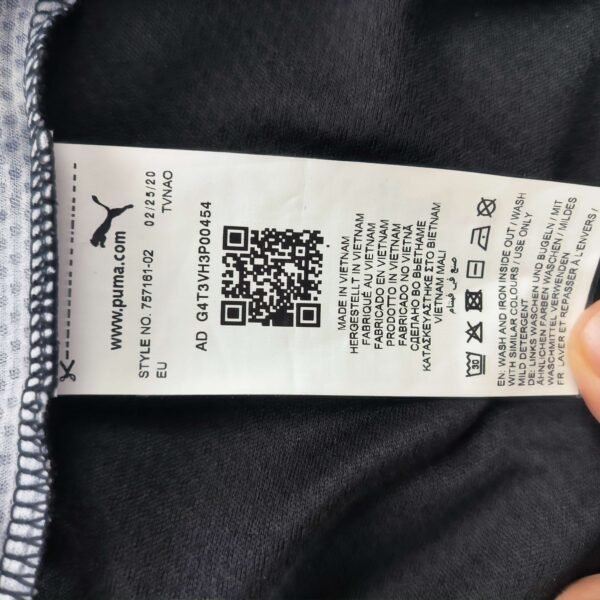 www.puma.com
STYLE NO. 757161-02 02/25/20
EU TVNAO
AD G4T3VH3P00454
MADE IN VIETNAM
HERGESTELLT IN VIETNAM
FABRIQUÉ AU VIETNAM
FABRICADO EN VIETNAM
PRODOTTO IN VIETNAM
FABRICADO NO VIETNÃ
СДЕЛАНО ВО ВЬЕТНАМЕ
ΚΑΤΑΣΚΕΥΑΣΤΗΚΕ ΣΤΟ ΒΙΕΤΝΑΜ
VIETNAM MALI
صنع في فيتنام
30
EN: WASH AND IRON INSIDE OUT / WASH
WITH SIMILAR COLOURS / USE ONLY
MILD DETERGENT
DE: LINKS WASCHEN UND BÜGELN / MIT
ÄHNLICHEN FARBEN WASCHEN / MILDES
WASCHMITTEL VERWENDEN
FR: LAVER ET REPASSER A L'ENVERS /